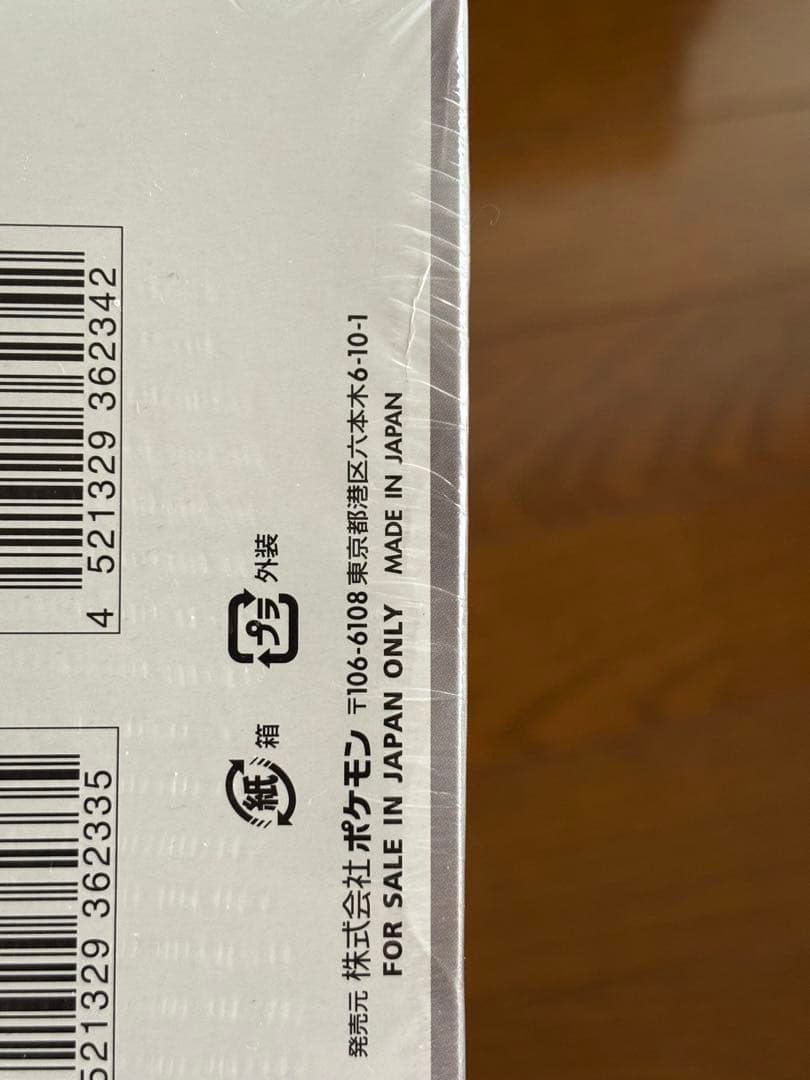 4 521329 362342
521329 362335
紙 箱
プラ 外装
発売元 株式会社 ポケモン 〒106-6108 東京都港区六本木6-10-1
FOR SALE IN JAPAN ONLY MADE IN JAPAN